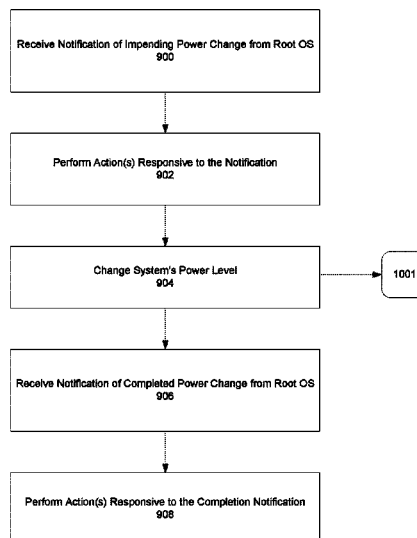 Receive Notification of Impending Power Change from Root OS
900
Perform Action(s) Responsive to the Notification
902
Change System's Power Level
904
1001
Receive Notification of Completed Power Change from Root OS
906
Perform Action(s) Responsive to the Completion Notification
908